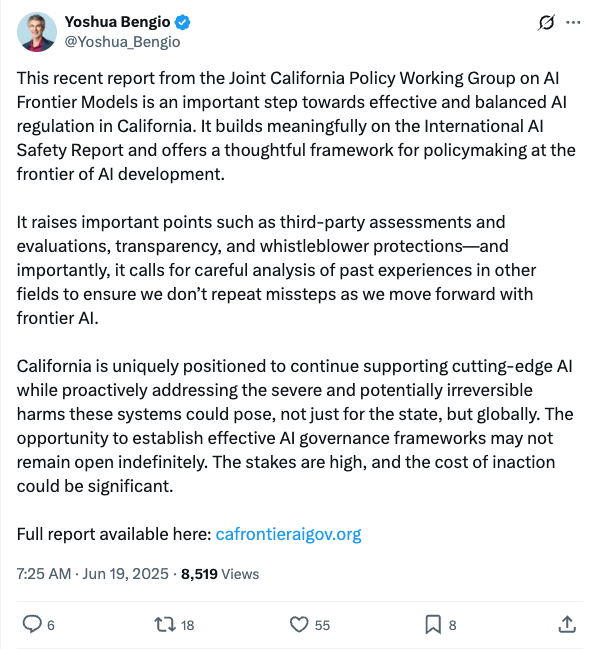 Yoshua Bengio
@Yoshua_Bengio
This recent report from the Joint California Policy Working Group on AI
Frontier Models is an important step towards effective and balanced AI
regulation in California. It builds meaningfully on the International AI
Safety Report and offers a thoughtful framework for policymaking at the
frontier of AI development.
It raises important points such as third-party assessments and
evaluations, transparency, and whistleblower protections—and
importantly, it calls for careful analysis of past experiences in other
fields to ensure we don’t repeat missteps as we move forward with
frontier AI.
California is uniquely positioned to continue supporting cutting-edge AI
while proactively addressing the severe and potentially irreversible
harms these systems could pose, not just for the state, but globally. The
opportunity to establish effective AI governance frameworks may not
remain open indefinitely. The stakes are high, and the cost of inaction
could be significant.
Full report available here: cafrontieraigov.org
7:25 AM · Jun 19, 2025 · 8,519 Views
6 18 55 8